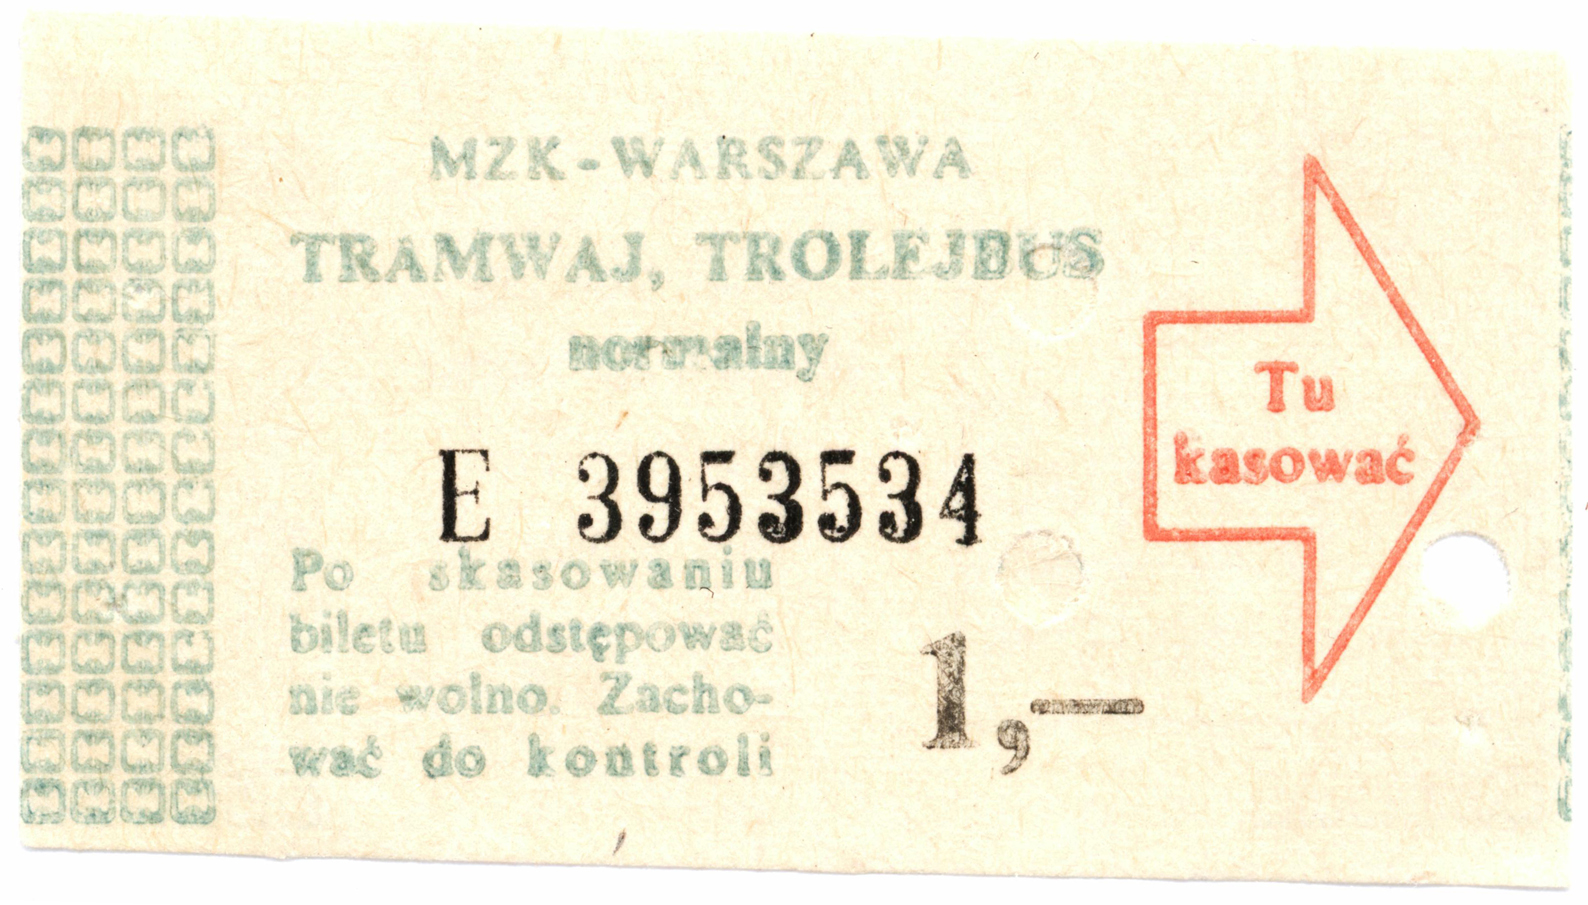 MZK-WARSZAWA
TRAMWAJ, TROLEJBUS
normalny
Tu
kasować
E 3953534
Po skasowaniu
biletu odstępować
nie wolno. Zacho-
wać do kontroli
1,—